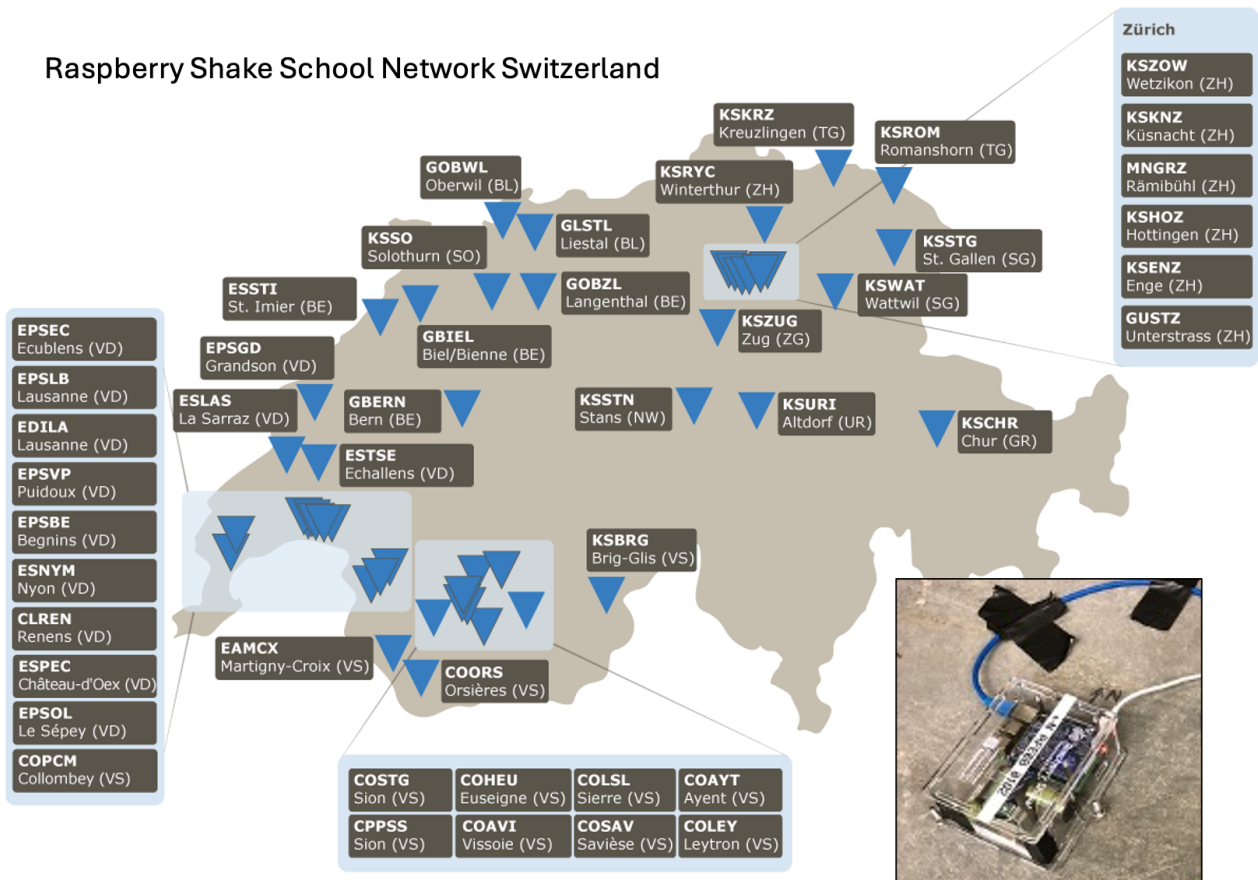 Raspberry Shake School Network Switzerland
Zürich
KSZOW
Wetzikon (ZH)
KSKNZ
Küsnacht (ZH)
MNGRZ
Rämibühl (ZH)
KSHOZ
Hottingen (ZH)
KSENZ
Enge (ZH)
GUSTZ
Unterstrass (ZH)
KSKRZ
Kreuzlingen (TG)
KSROM
Romanshorn (TG)
GOBWL
Oberwil (BL)
KSRYC
Winterthur (ZH)
GLSTL
Liestal (BL)
KSSO
Solothurn (SO)
KSSTG
St. Gallen (SG)
ESSTI
St. Imier (BE)
GOBZL
Langenthal (BE)
KSWAT
Wattwil (SG)
GBIEL
Biel/Bienne (BE)
KSZUG
Zug (ZG)
EPSGD
Grandson (VD)
ESLAS
La Sarraz (VD)
GBERN
Bern (BE)
KSSTN
Stans (NW)
KSURI
Altdorf (UR)
KSCHR
Chur (GR)
ESTSE
Echallens (VD)
EPSEC
Ecublens (VD)
EPSLB
Lausanne (VD)
EDILA
Lausanne (VD)
EPSVP
Puidoux (VD)
EPSBE
Begnins (VD)
ESNYM
Nyon (VD)
CLREN
Renens (VD)
ESPEC
Château-d'Oex (VD)
EPSOL
Le Sépey (VD)
COPCM
Collombey (VS)
KSBRG
Brig-Glis (VS)
EAMCX
Martigny-Croix (VS)
COORS
Orsières (VS)
COSTG
Sion (VS)
COHEU
Euseigne (VS)
COLSL
Sierre (VS)
COAYT
Ayent (VS)
CPPSS
Sion (VS)
COAVI
Vissoie (VS)
COSAV
Savièse (VS)
COLEY
Leytron (VS)